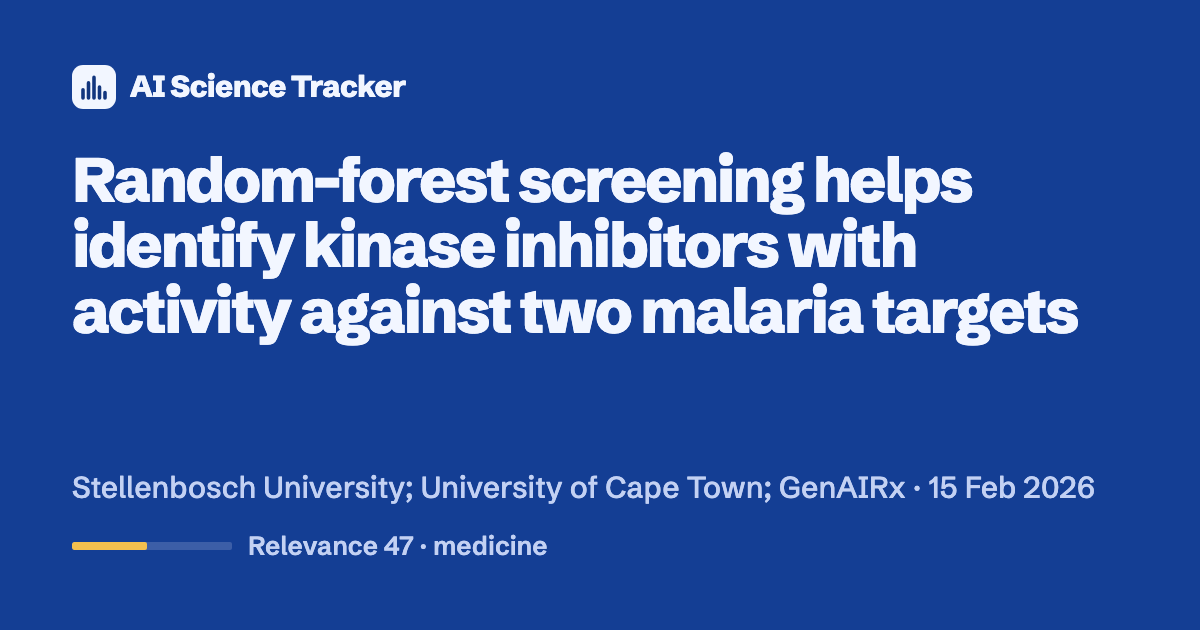 AI Science Tracker
Random-forest screening helps
identify kinase inhibitors with
activity against two malaria targets
Stellenbosch University; University of Cape Town; GenAIRx · 15 Feb 2026
Relevance 47 · medicine